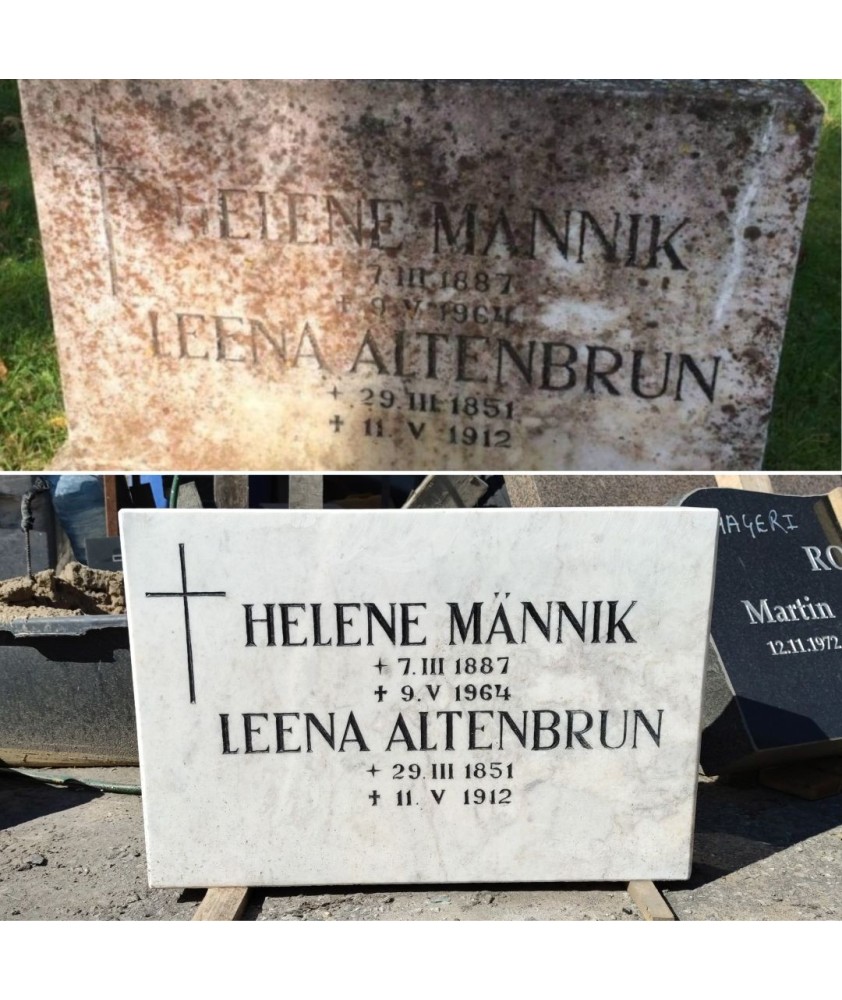 HELENE MÄNNIK
+ 7.III 1887
† 9.V 1964
LEENA ALTENBRUN
+ 29.III 1851
† 11. V 1912
HELENE MÄNNIK
+ 7.III 1887
† 9.V 1964
LEENA ALTENBRUN
+ 29.III 1851
† 11. V 1912
RO
Martin
12.11.1972